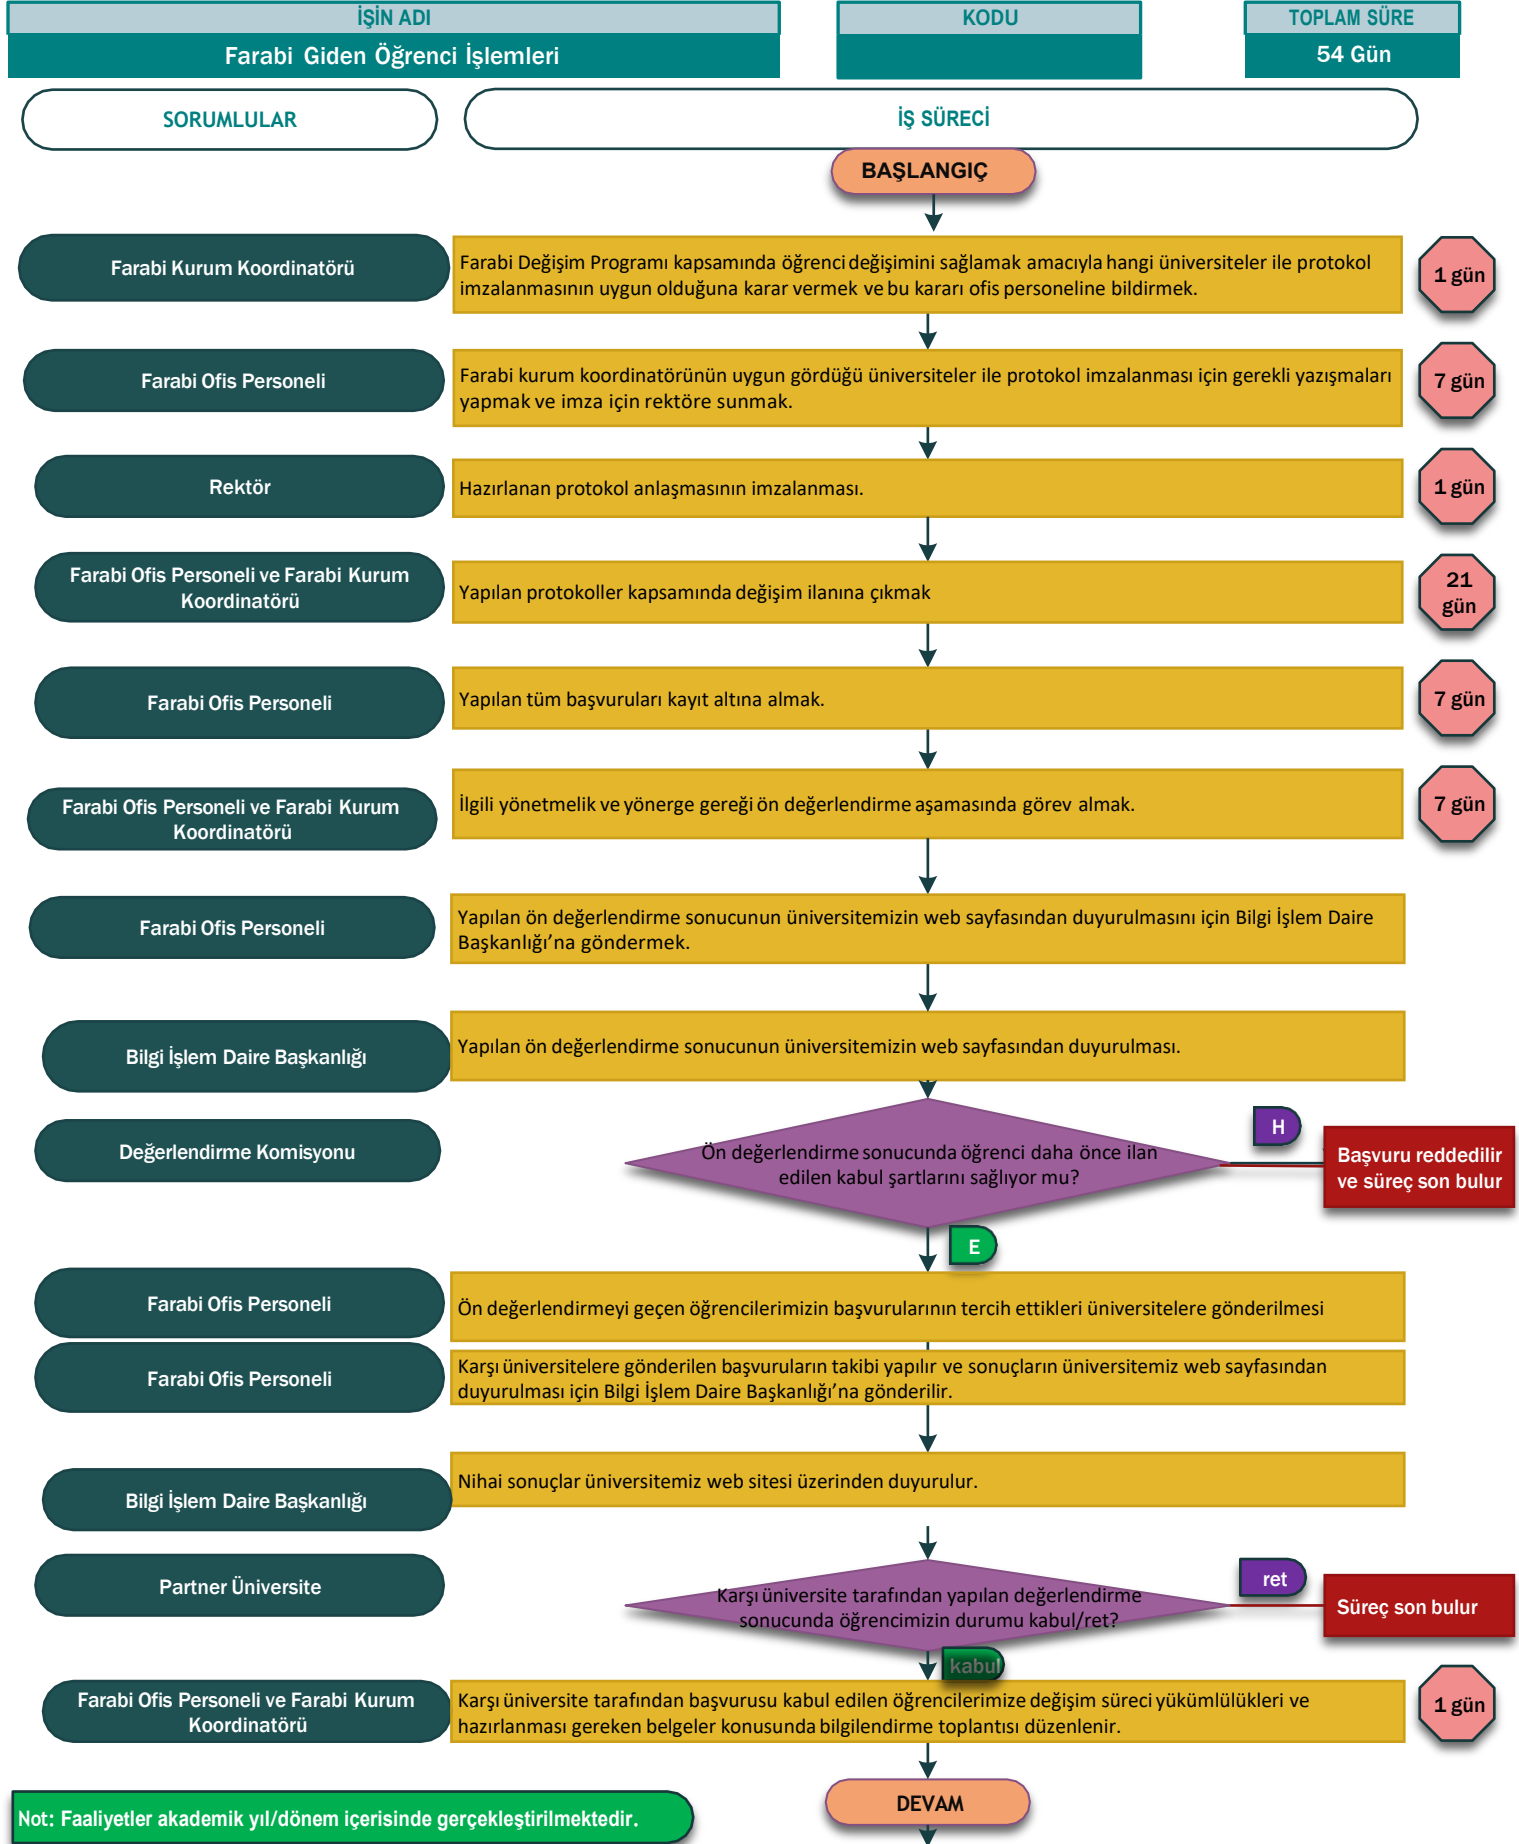 İŞİN ADI
KODU
TOPLAM SÜRE
Farabi Giden Öğrenci İşlemleri
54 Gün
SORUMLULAR
İŞ SÜRECİ
BAŞLANGIÇ
Farabi Kurum Koordinatörü
Farabi Değişim Programı kapsamında öğrenci değişimini sağlamak amacıyla hangi üniversiteler ile protokol
imzalanmasının uygun olduğuna karar vermek ve bu kararı ofis personeline bildirmek.
1 gün
Farabi Ofis Personeli
Farabi kurum koordinatörünün uygun gördüğü üniversiteler ile protokol imzalanması için gerekli yazışmaları
yapmak ve imza için rektöre sunmak.
7 gün
Rektör
Hazırlanan protokol anlaşmasının imzalanması.
1 gün
Farabi Ofis Personeli ve Farabi Kurum
Koordinatörü
Yapılan protokoller kapsamında değişim ilanına çıkmak
21
gün
Farabi Ofis Personeli
Yapılan tüm başvuruları kayıt altına almak.
7 gün
Farabi Ofis Personeli ve Farabi Kurum
Koordinatörü
İlgili yönetmelik ve yönerge gereği ön değerlendirme aşamasında görev almak.
7 gün
Farabi Ofis Personeli
Yapılan ön değerlendirme sonucunun üniversitemizin web sayfasından duyurulmasını için Bilgi İşlem Daire
Başkanlığı’na göndermek.
Bilgi İşlem Daire Başkanlığı
Yapılan ön değerlendirme sonucunun üniversitemizin web sayfasından duyurulması.
Değerlendirme Komisyonu
Ön değerlendirme sonucunda öğrenci daha önce ilan
edilen kabul şartlarını sağlıyor mu?
H
Başvuru reddedilir
ve süreç son bulur
E
Farabi Ofis Personeli
Ön değerlendirmeyi geçen öğrencilerimizin başvurularının tercih ettikleri üniversitelere gönderilmesi
Farabi Ofis Personeli
Karşı üniversitelere gönderilen başvuruların takibi yapılır ve sonuçların üniversitemiz web sayfasından
duyurulması için Bilgi İşlem Daire Başkanlığı’na gönderilir.
Bilgi İşlem Daire Başkanlığı
Nihai sonuçlar üniversitemiz web sitesi üzerinden duyurulur.
Partner Üniversite
Karşı üniversite tarafından yapılan değerlendirme
sonucunda öğrencimizin durumu kabul/ret?
ret
Süreç son bulur
kabul
Farabi Ofis Personeli ve Farabi Kurum
Koordinatörü
Karşı üniversite tarafından başvurusu kabul edilen öğrencilerimize değişim süreci yükümlülükleri ve
hazırlanması gereken belgeler konusunda bilgilendirme toplantısı düzenlenir.
1 gün
DEVAM
Not: Faaliyetler akademik yıl/dönem içerisinde gerçekleştirilmektedir.